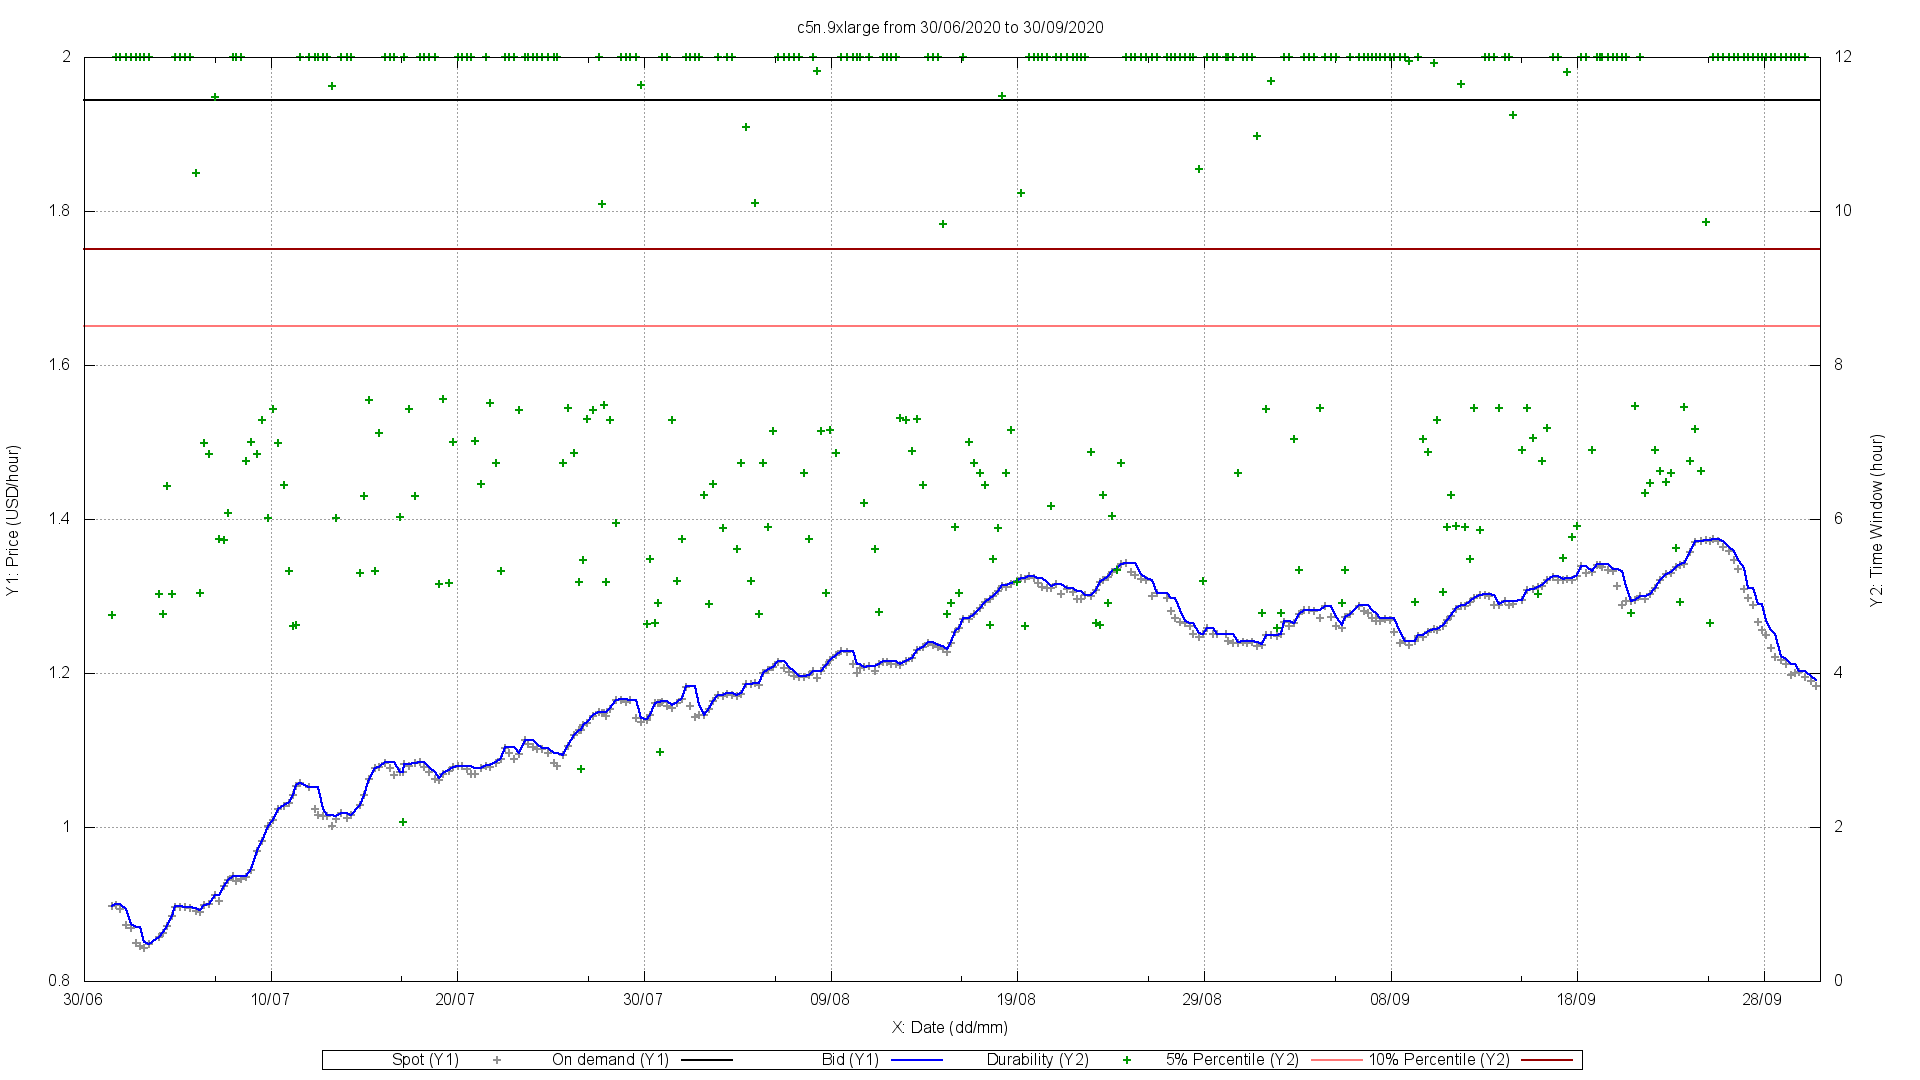 c5n.9xlarge from 30/06/2020 to 30/09/2020
2
1.8
1.6
1.4
1.2
1
0.8
12
10
8
6
4
2
0
Y1: Price (USD/hour)
Y2: Time Window (hour)
30/06 10/07 20/07 30/07 09/08 19/08 29/08 08/09 18/09 28/09
X: Date (dd/mm)
Spot (Y1) On demand (Y1) Bid (Y1) Durability (Y2) 5% Percentile (Y2) 10% Percentile (Y2)